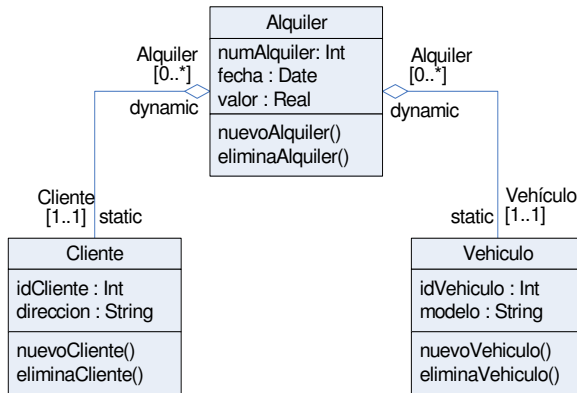 Alquiler
numAlquiler: Int
fecha : Date
valor : Real
nuevoAlquiler()
eliminaAlquiler()
Alquiler
[0..*]
dynamic
Alquiler
[0..*]
dynamic
Cliente
[1..1] static
Vehículo
static [1..1]
Cliente
idCliente : Int
direccion : String
nuevoCliente()
eliminaCliente()
Vehiculo
idVehiculo : Int
modelo : String
nuevoVehiculo()
eliminaVehiculo()